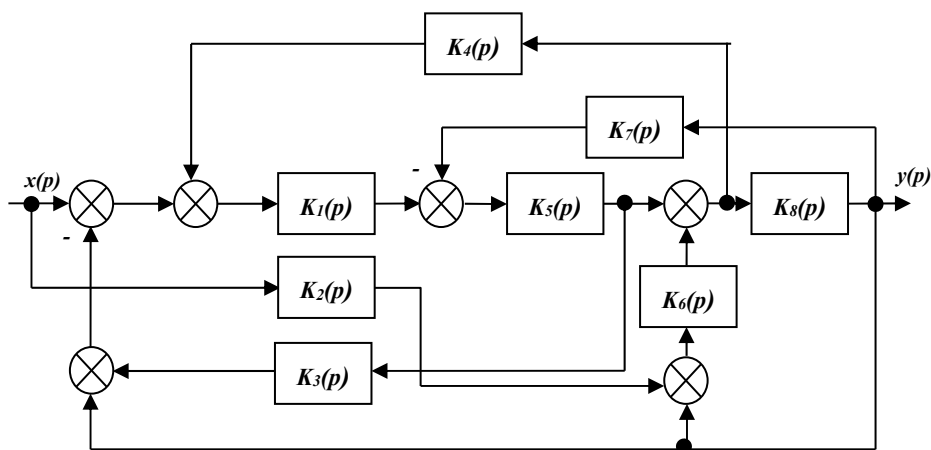 K₄(p)
K₇(p)
x(p)
-
y(p)
K₁(p)
K₅(p)
K₈(p)
-
K₂(p)
K₆(p)
K₃(p)